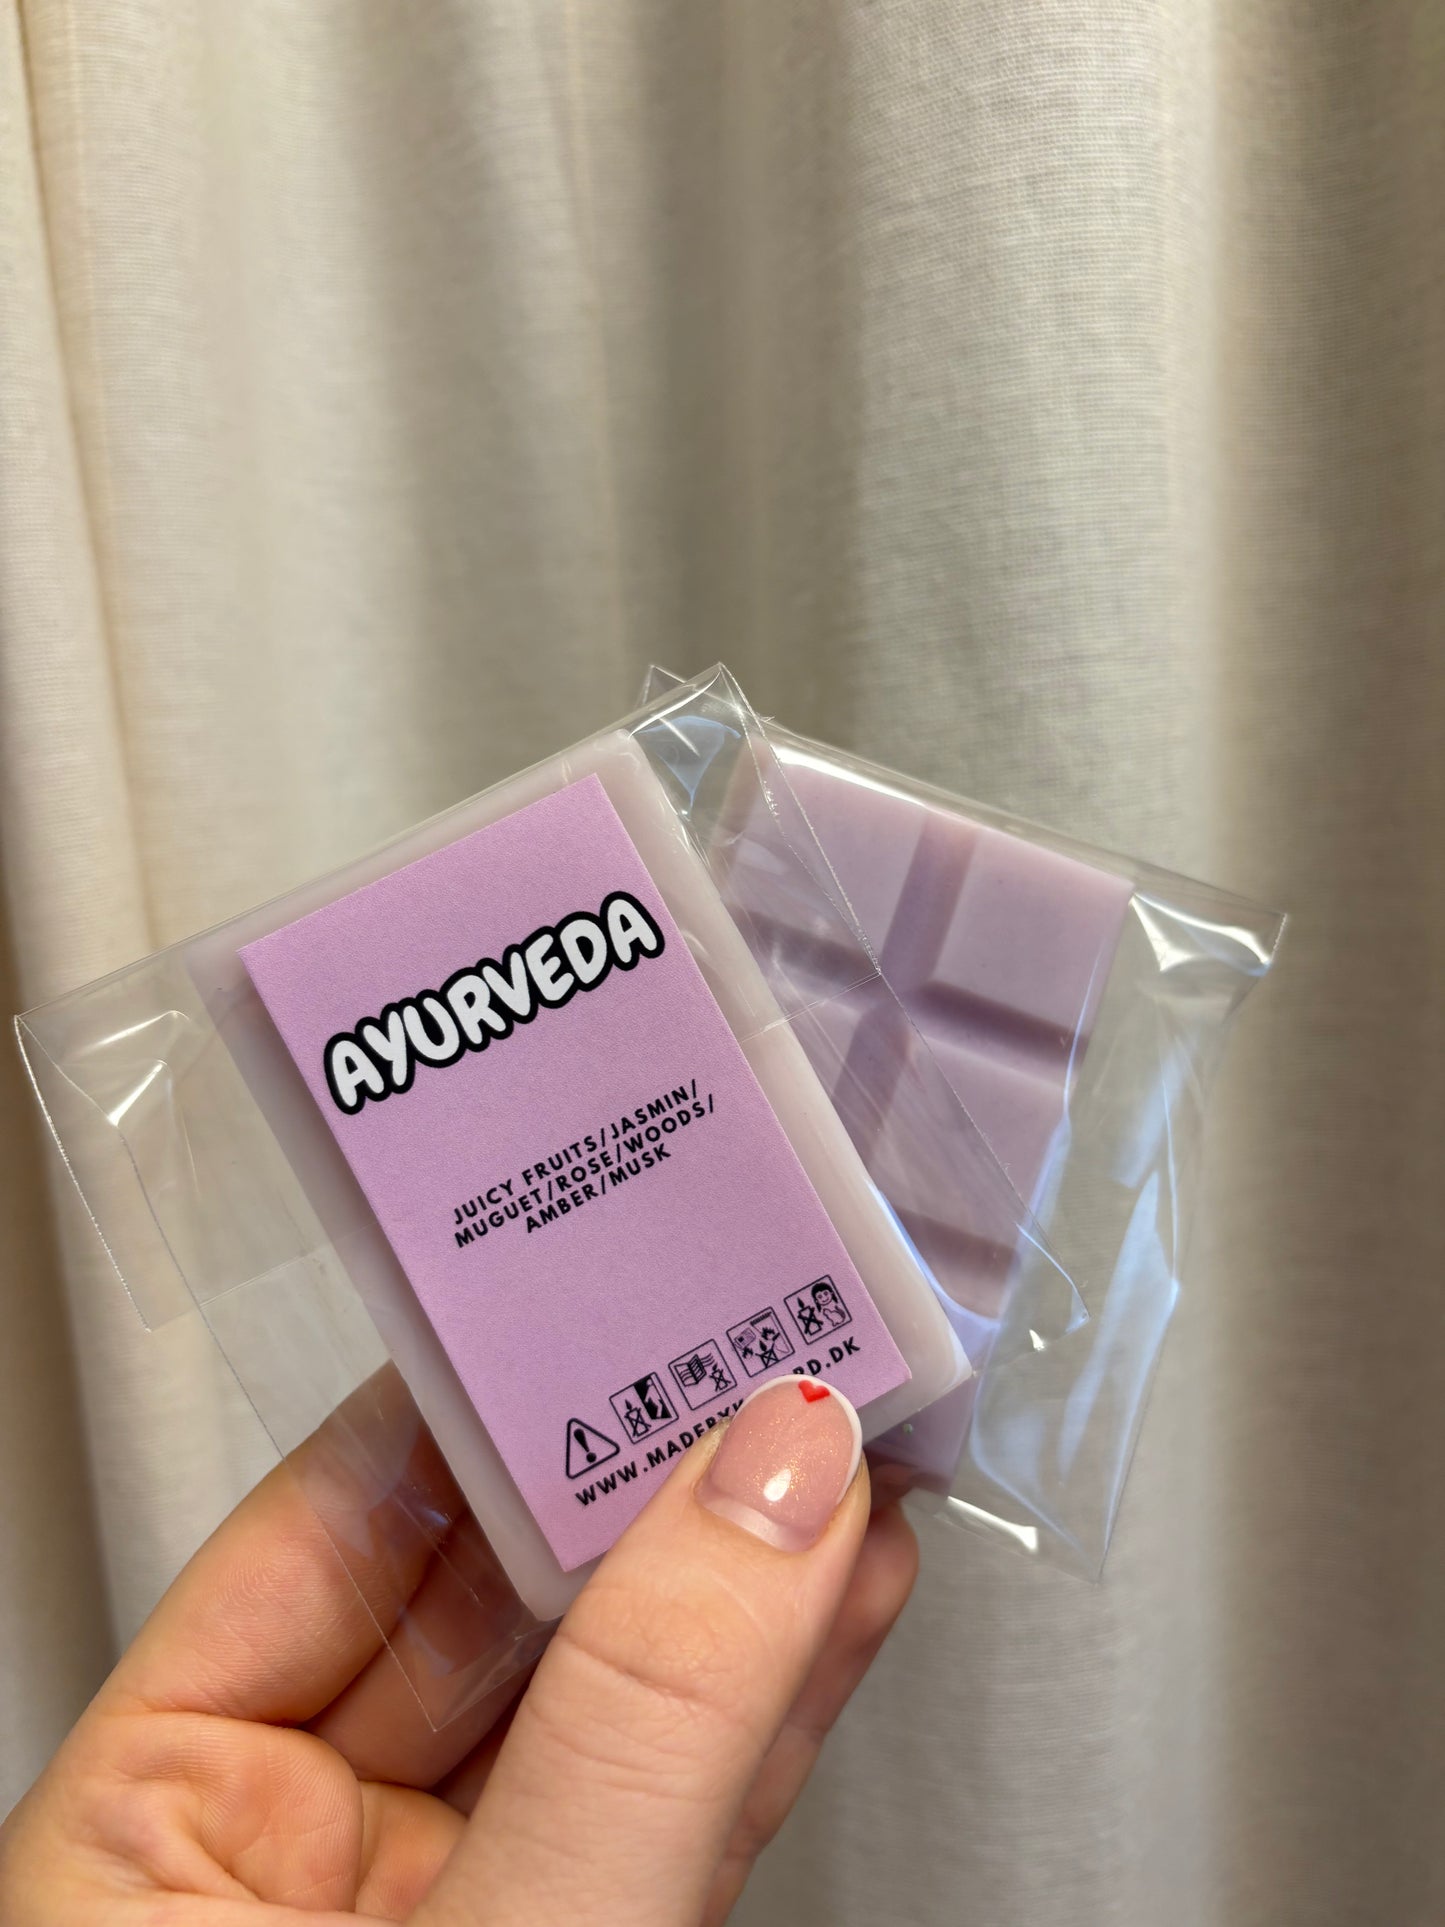 AYURVEDA
JUICY FRUITS/JASMIN/
MUGUET/ROSE/WOODS/
AMBER/MUSK